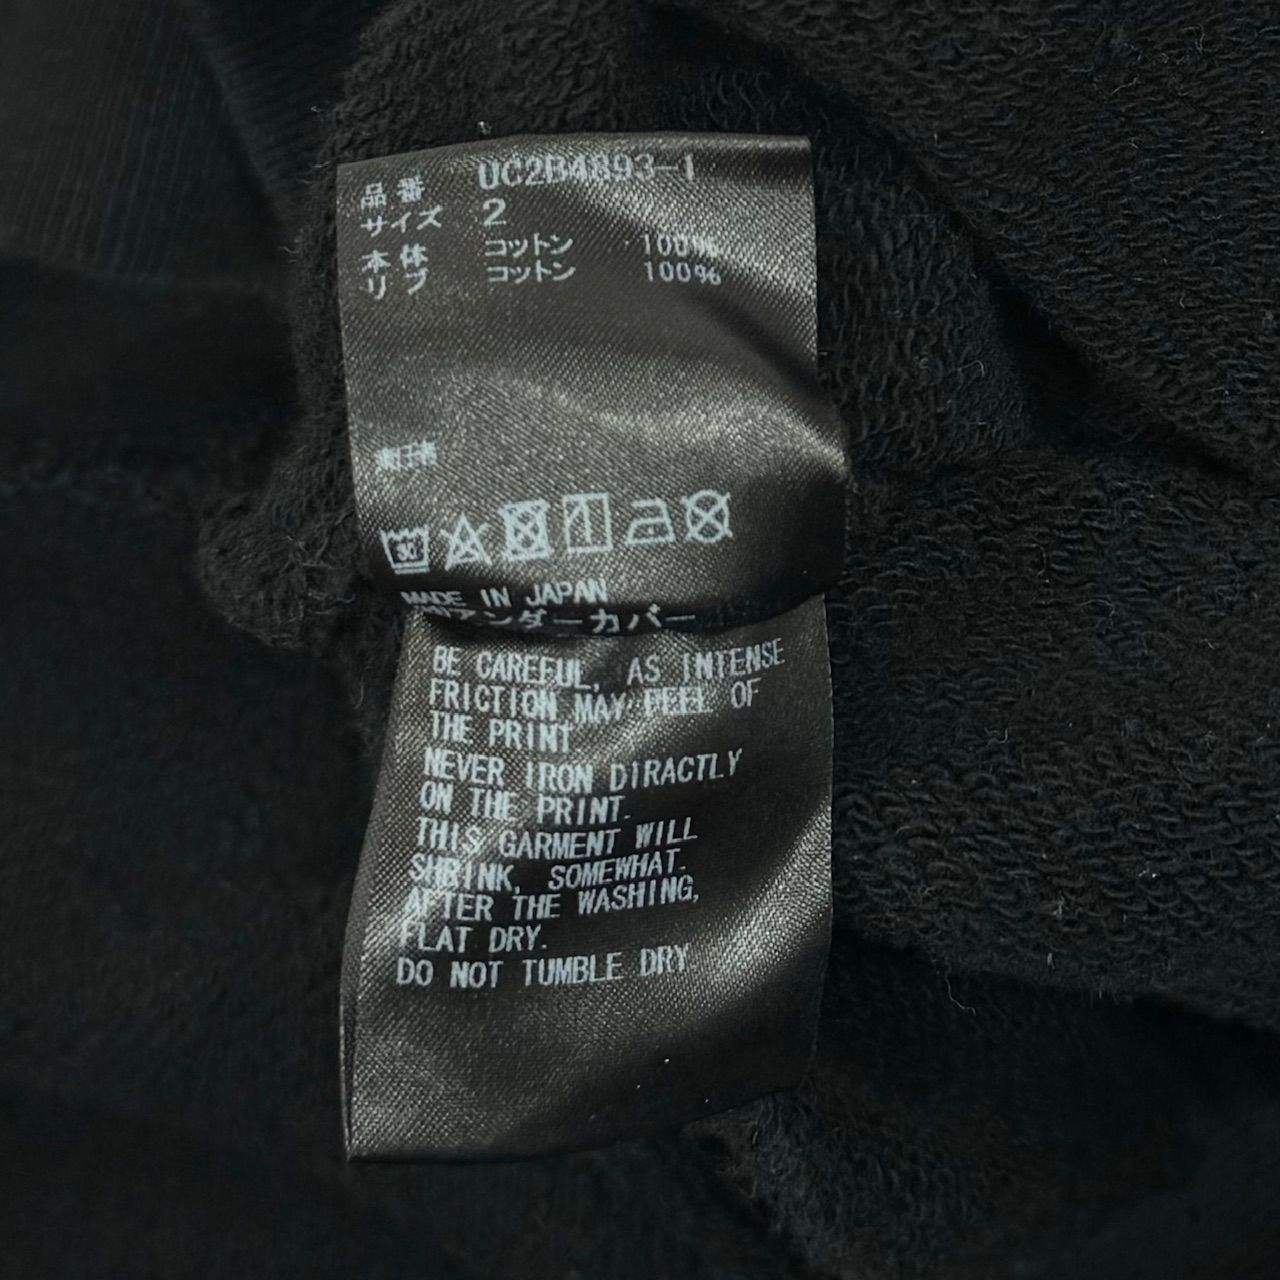 品番 UC2B4893-1
サイズ 2
本体 コットン 100%
リブ コットン 100%
30
MADE IN JAPAN
アンダーカバー
BE CAREFUL, AS INTENSE
FRICTION MAY PEEL OF
THE PRINT
NEVER IRON DIRACTLY
ON THE PRINT.
THIS GARMENT WILL
SHRINK, SOMEWHAT.
AFTER THE WASHING,
FLAT DRY.
DO NOT TUMBLE DRY.